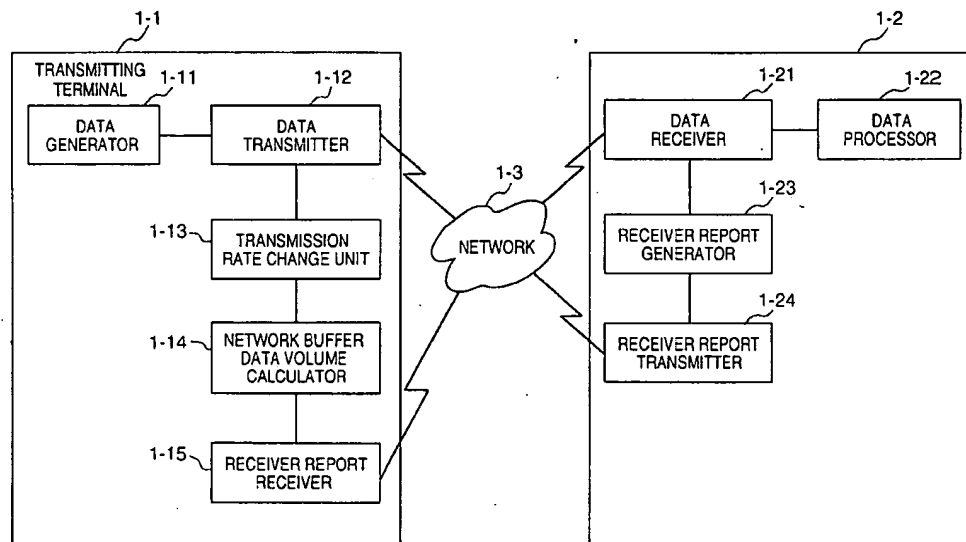 1-1
1-2
TRANSMITTING
TERMINAL
1-11
1-12
1-21
1-22
DATA
GENERATOR
DATA
TRANSMITTER
DATA
RECEIVER
DATA
PROCESSOR
1-3
NETWORK
1-13
TRANSMISSION
RATE CHANGE UNIT
1-23
RECEIVER REPORT
GENERATOR
1-14
NETWORK BUFFER
DATA VOLUME
CALCULATOR
1-24
RECEIVER REPORT
TRANSMITTER
1-15
RECEIVER REPORT
RECEIVER